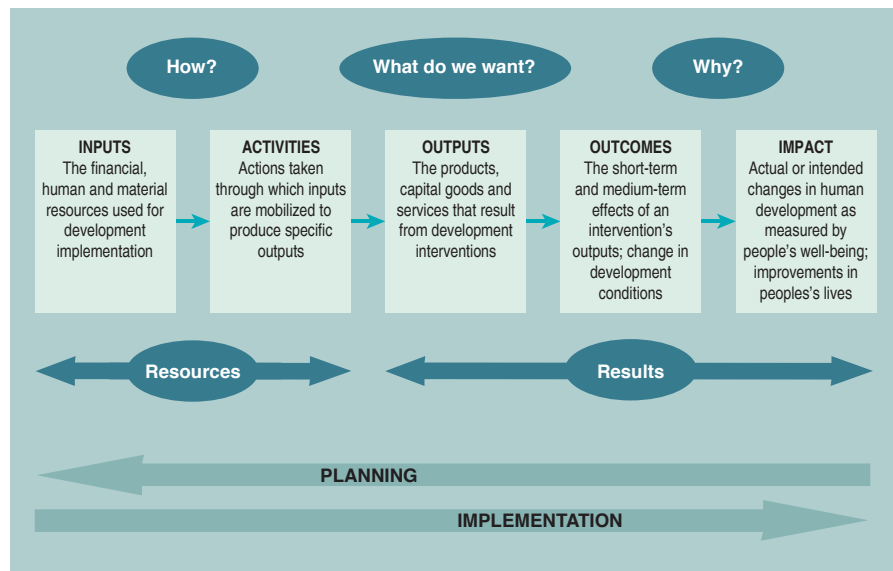 How?
What do we want?
Why?
INPUTS
The financial,
human and material
resources used for
development
implementation
ACTIVITIES
Actions taken
through which inputs
are mobilized to
produce specific
outputs
OUTPUTS
The products,
capital goods and
services that result
from development
interventions
OUTCOMES
The short-term
and medium-term
effects of an
intervention’s
outputs; change in
development
conditions
IMPACT
Actual or intended
changes in human
development as
measured by
people’s well-being;
improvements in
peoples’s lives
Resources
Results
PLANNING
IMPLEMENTATION